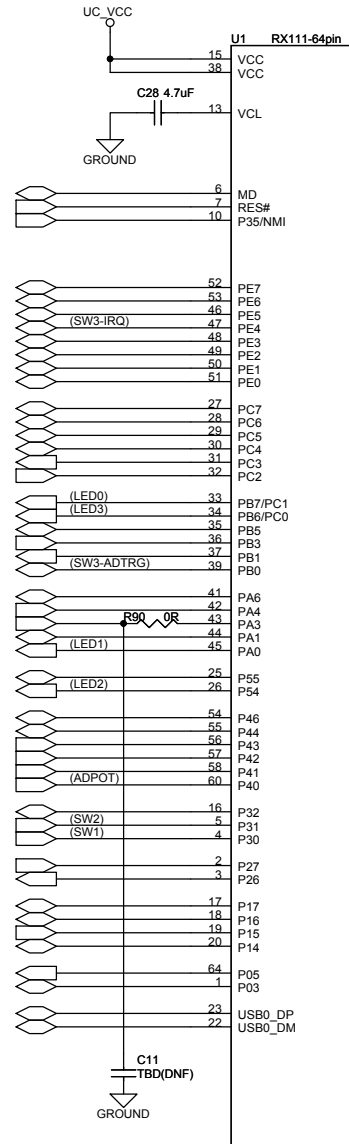 UC_VCC
U1 RX111-64pin
15 VCC
38 VCC
C28 4.7uF
13 VCL
GROUND
6 MD
7 RES#
10 P35/NMI
52 PE7
53 PE6
46 PE5
(SW3-IRQ) 47 PE4
48 PE3
49 PE2
50 PE1
51 PE0
27 PC7
28 PC6
29 PC5
30 PC4
31 PC3
32 PC2
(LED0) 33 PB7/PC1
(LED3) 34 PB6/PC0
35 PB5
36 PB3
37 PB1
(SW3-ADTRG) 39 PB0
41 PA6
42 PA4
R90 0R 43 PA3
44 PA1
(LED1) 45 PA0
25 P55
(LED2) 26 P54
54 P46
55 P44
56 P43
57 P42
58 P41
(ADPOT) 60 P40
16 P32
(SW2) 5 P31
(SW1) 4 P30
2 P27
3 P26
17 P17
18 P16
19 P15
20 P14
64 P05
1 P03
23 USB0_DP
22 USB0_DM
C11
TBD(DNF)
GROUND